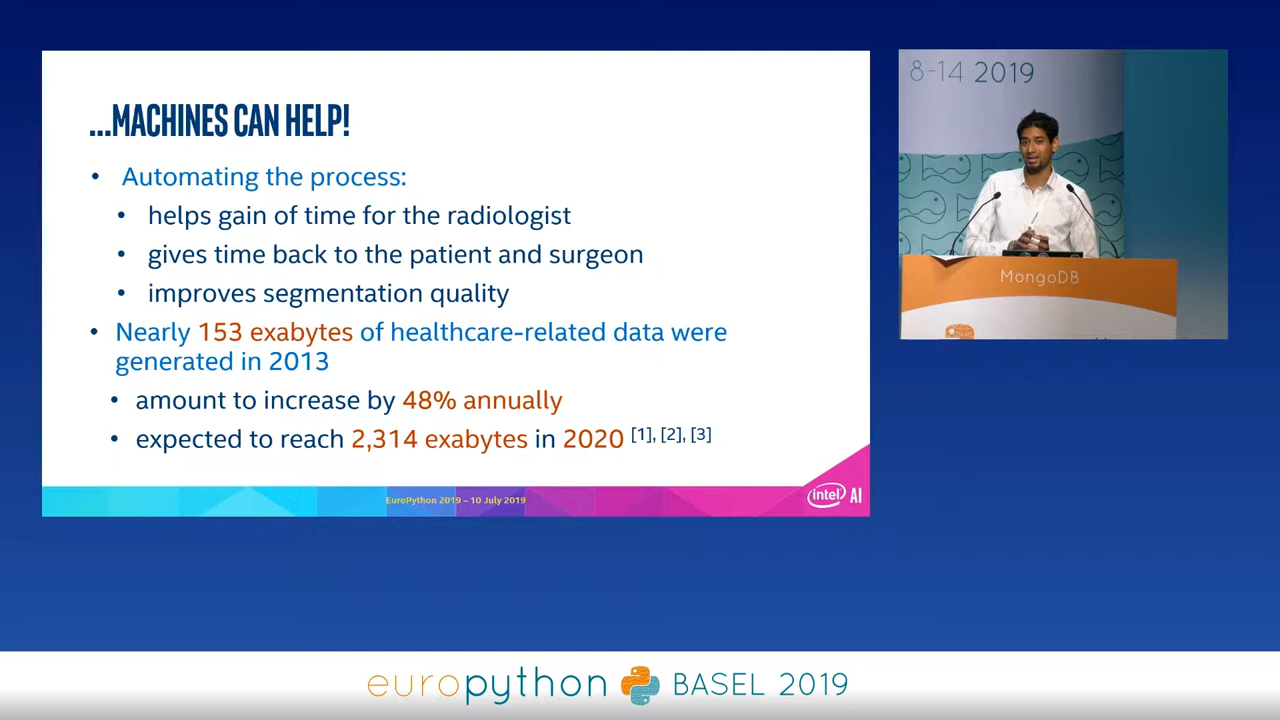 ...MACHINES CAN HELP!
• Automating the process:
• helps gain of time for the radiologist
• gives time back to the patient and surgeon
• improves segmentation quality
• Nearly 153 exabytes of healthcare-related data were
generated in 2013
• amount to increase by 48% annually
• expected to reach 2,314 exabytes in 2020 [1], [2], [3]
EuroPython 2019 – 10 July 2019
intel AI
8-14 2019
MongoDB
europython BASEL 2019